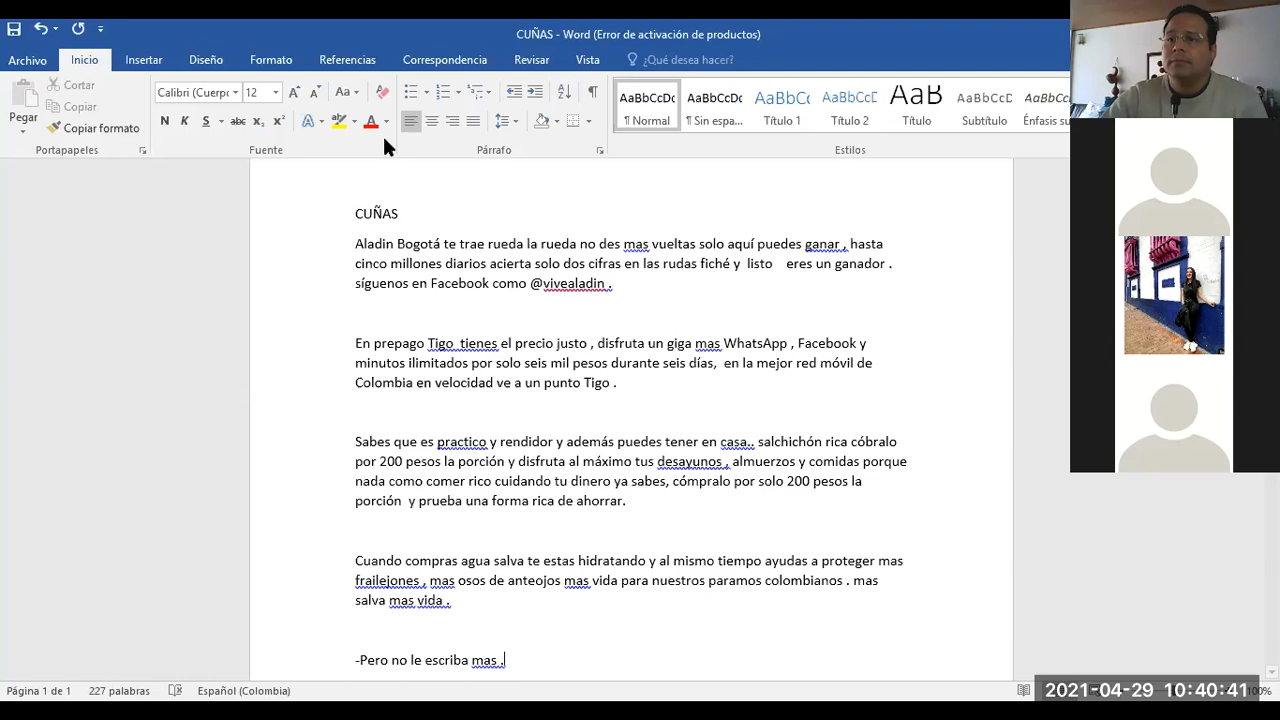 CUÑAS - Word (Error de activación de productos)
Archivo Inicio Insertar Diseño Formato Referencias Correspondencia Revisar Vista ¿Qué desea hacer?
Cortar
Copiar
Copiar formato
Pegar
Portapapeles
Calibri (Cuerpo 12
Aa
N K S abc x₂ x²
Fuente
Párrafo
AaBbCcDc AaBbCcDc AaBbCcI AaBbCcD AaB AaBbCcD AaBbCcDc
¶ Normal ¶ Sin espa... Título 1 Título 2 Título Subtítulo Énfasis su
Estilos
CUÑAS
Aladin Bogotá te trae rueda la rueda no des mas vueltas solo aquí puedes ganar , hasta
cinco millones diarios acierta solo dos cifras en las rudas fiché y listo eres un ganador .
síguenos en Facebook como @vivealadin .
En prepago Tigo tienes el precio justo , disfruta un giga mas WhatsApp , Facebook y
minutos ilimitados por solo seis mil pesos durante seis días, en la mejor red móvil de
Colombia en velocidad ve a un punto Tigo .
Sabes que es practico y rendidor y además puedes tener en casa.. salchichón rica cóbralo
por 200 pesos la porción y disfruta al máximo tus desayunos , almuerzos y comidas porque
nada como comer rico cuidando tu dinero ya sabes, cómpralo por solo 200 pesos la
porción y prueba una forma rica de ahorrar.
Cuando compras agua salva te estas hidratando y al mismo tiempo ayudas a proteger mas
frailejones , mas osos de anteojos mas vida para nuestros paramos colombianos . mas
salva mas vida .
-Pero no le escriba mas .
Página 1 de 1 227 palabras Español (Colombia) 100%
2021-04-29 10:40:41